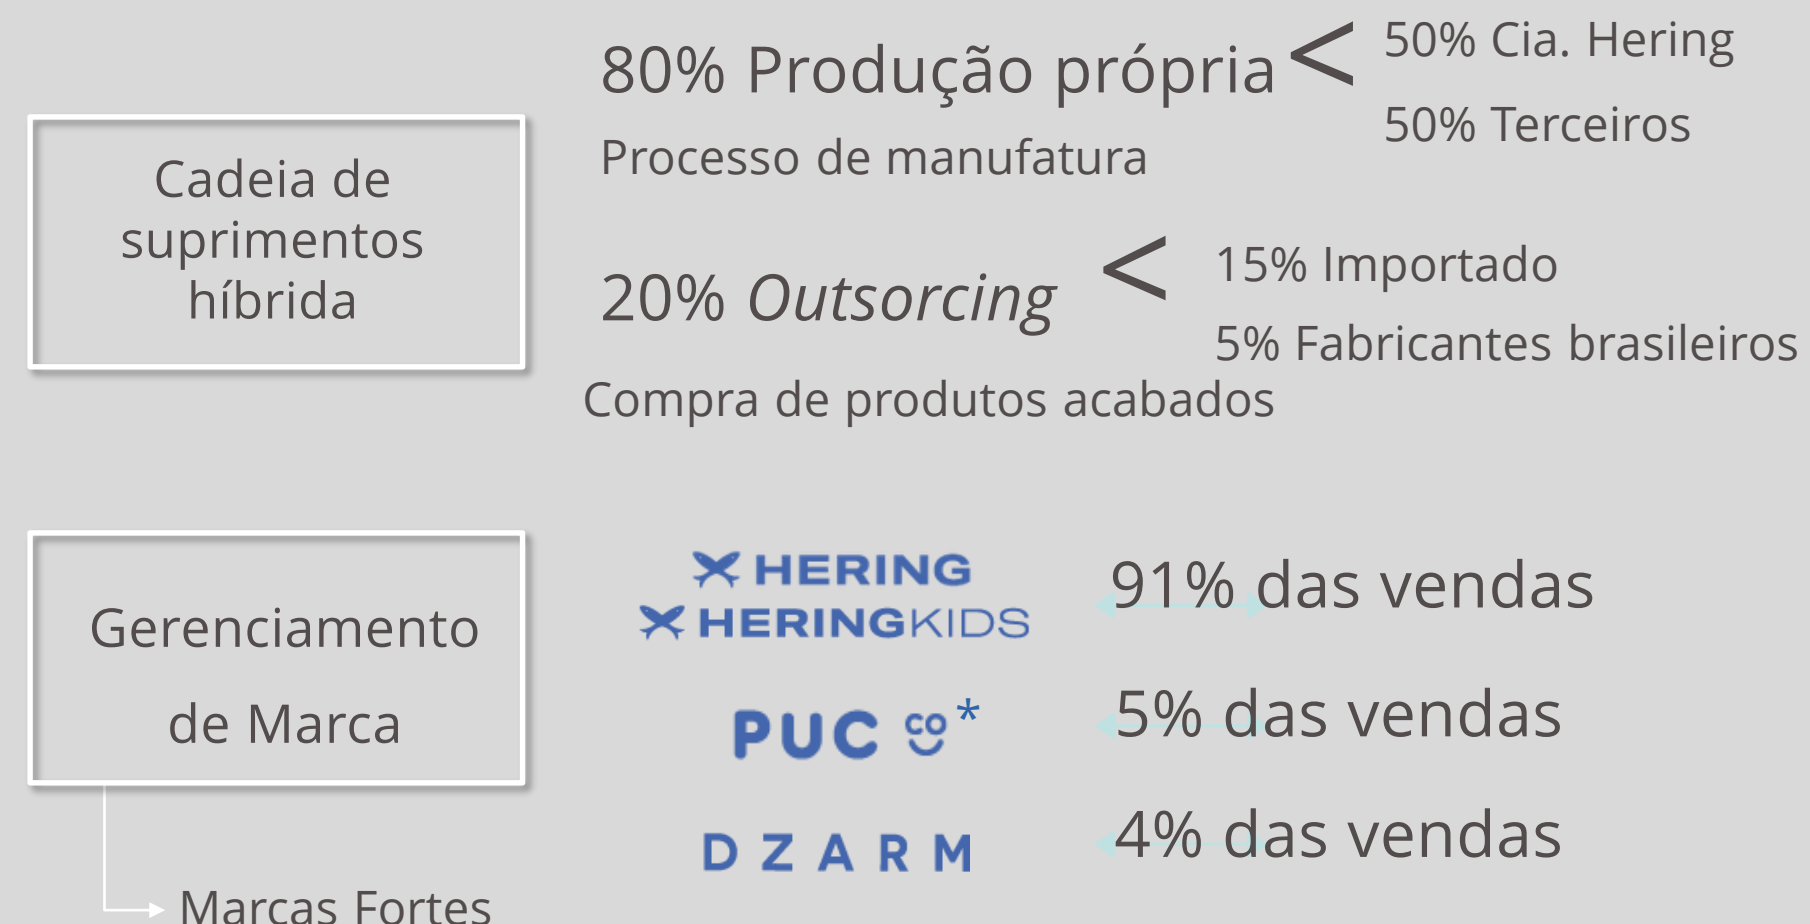 80% Produção própria
<
50% Cia. Hering
50% Terceiros
Processo de manufatura
Cadeia de
suprimentos
híbrida
20% Outsorcing
<
15% Importado
5% Fabricantes brasileiros
Compra de produtos acabados
Gerenciamento
de Marca
Marcas Fortes
HERING
HERINGKIDS
91% das vendas
PUC co*
5% das vendas
DZARM
4% das vendas